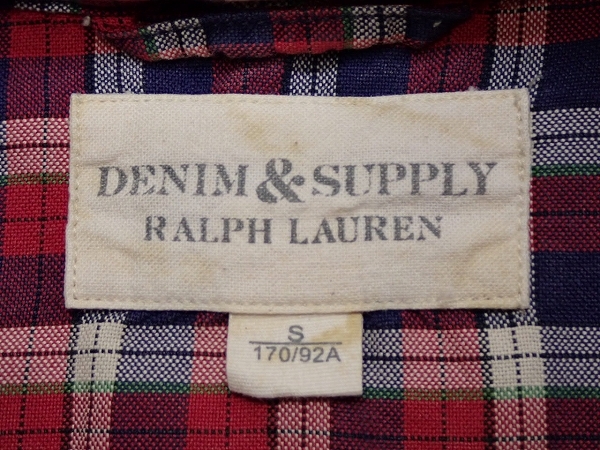 DENIM & SUPPLY
RALPH LAUREN
S
170/92A